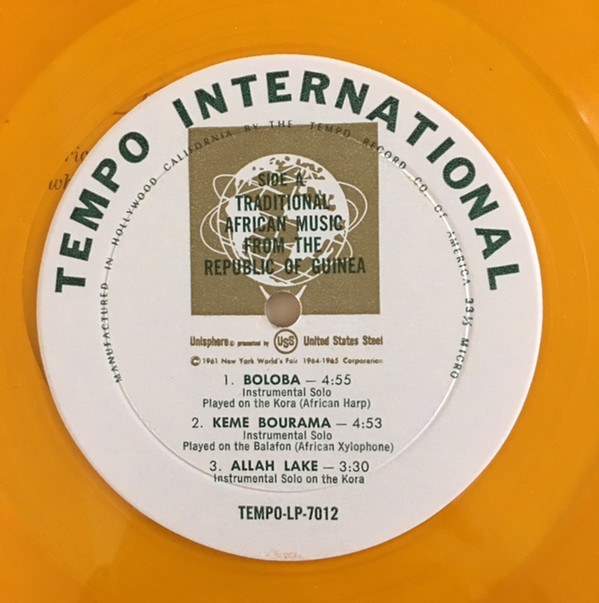 TEMPO INTERNATIONAL
MANUFACTURED IN HOLLYWOOD CALIFORNIA BY THE TEMPO RECORD CO OF AMERICA 33⅓ MICRO
SIDE A
TRADITIONAL
AFRICAN MUSIC
FROM THE
REPUBLIC OF GUINEA
Unisphere® presented by USS United States Steel
© 1961 New York World's Fair 1964-1965 Corporation
1. BOLOBA — 4:55
Instrumental Solo
Played on the Kora (African Harp)
2. KEME BOURAMA — 4:53
Instrumental Solo
Played on the Balafon (African Xylophone)
3. ALLAH LAKE — 3:30
Instrumental Solo on the Kora
TEMPO-LP-7012